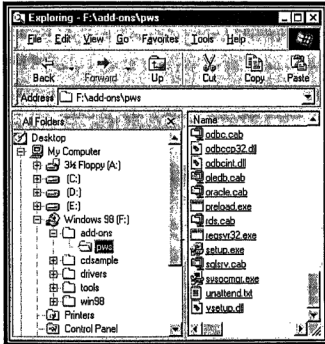 Exploring - F:\add-ons\pws
File Edit View Go Favorites Tools Help
Back Forward Up Cut Copy Paste
Address F:\add-ons\pws
All Folders
Desktop
My Computer
3½ Floppy (A:)
(C:)
(D:)
(E:)
Windows 98 (F:)
add-ons
pws
cdsample
drivers
tools
win98
Printers
Control Panel
Name
odbc.cab
odbccp32.dll
odbcint.dll
oledb.cab
oracle.cab
preload.exe
rds.cab
regsvr32.exe
setup.exe
sqlsrv.cab
sysocmgr.exe
unattend.txt
vsetup.dll